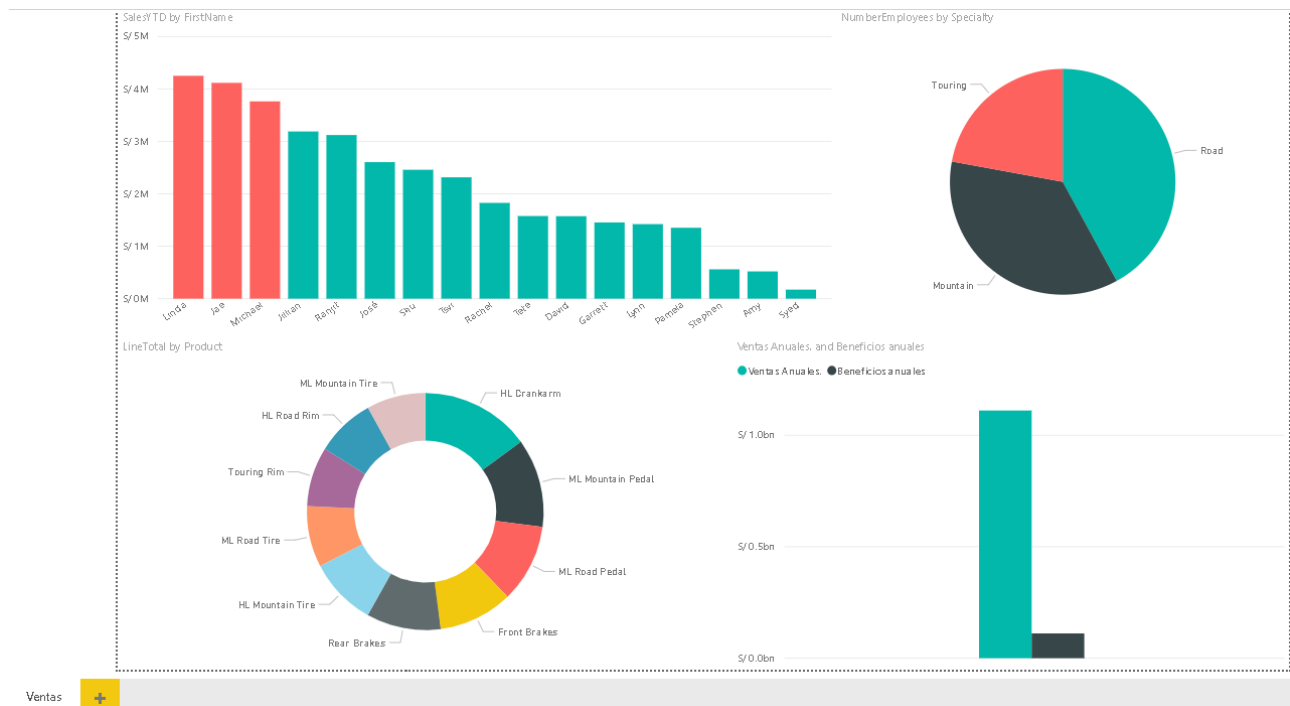 SalesYTD by FirstName
S/ 5M
S/ 4M
S/ 3M
S/ 2M
S/ 1M
S/ 0M
Linda
Jae
Michael
Jillian
Ranjit
José
Shu
Tsvi
Rachel
Tete
David
Garrett
Lynn
Pamela
Stephen
Amy
Syed
NumberEmployees by Specialty
Touring
Road
Mountain
LineTotal by Product
ML Mountain Tire
HL Crankarm
HL Road Rim
ML Mountain Pedal
Touring Rim
ML Road Tire
ML Road Pedal
HL Mountain Tire
Front Brakes
Rear Brakes
Ventas Anuales. and Beneficios anuales
Ventas Anuales. Beneficios anuales
S/ 1.0bn
S/ 0.5bn
S/ 0.0bn
Ventas +